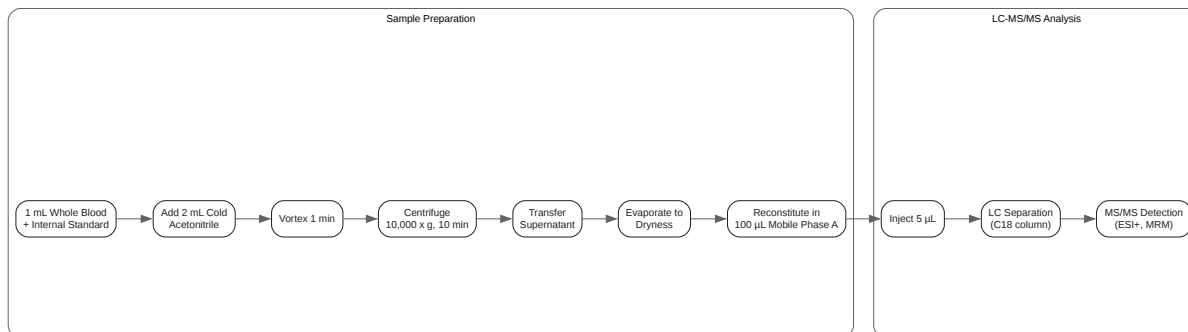 Sample Preparation
LC-MS/MS Analysis
1 mL Whole Blood
+ Internal Standard
Add 2 mL Cold
Acetonitrile
Vortex 1 min
Centrifuge
10,000 x g, 10 min
Transfer
Supernatant
Evaporate to
Dryness
Reconstitute in
100 µL Mobile Phase A
Inject 5 µL
LC Separation
(C18 column)
MS/MS Detection
(ESI+, MRM)